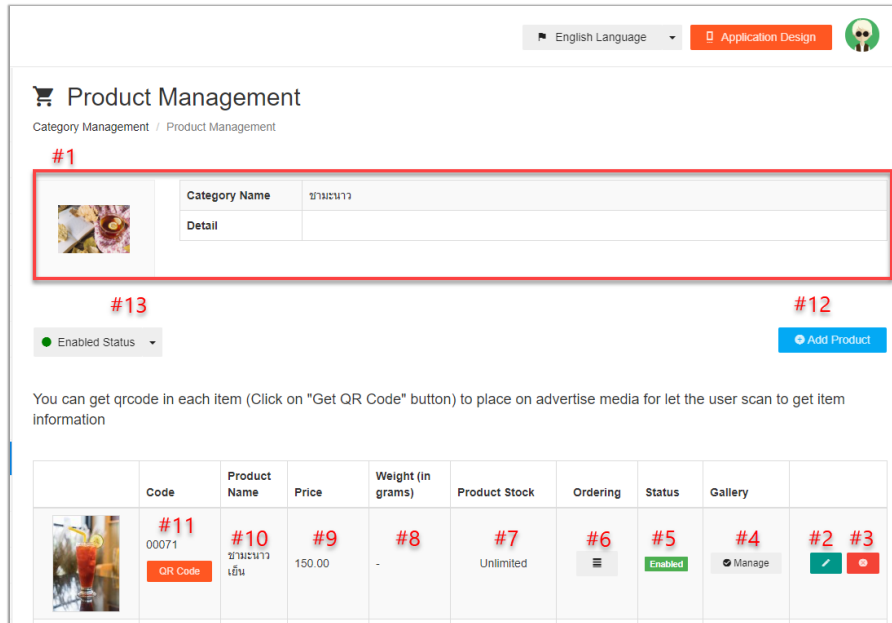 English Language
Application Design
Product Management
Category Management / Product Management
#1
Category Name ชามะนาว
Detail
#13
#12
Enabled Status
Add Product
You can get qrcode in each item (Click on "Get QR Code" button) to place on advertise media for let the user scan to get item
information
Code
Product
Name
Price
Weight (in
grams)
Product Stock
Ordering
Status
Gallery
#11
00071
QR Code
#10
ชามะนาว
เย็น
#9
150.00
#8
-
#7
Unlimited
#6
#5
Enabled
#4
Manage
#2
#3